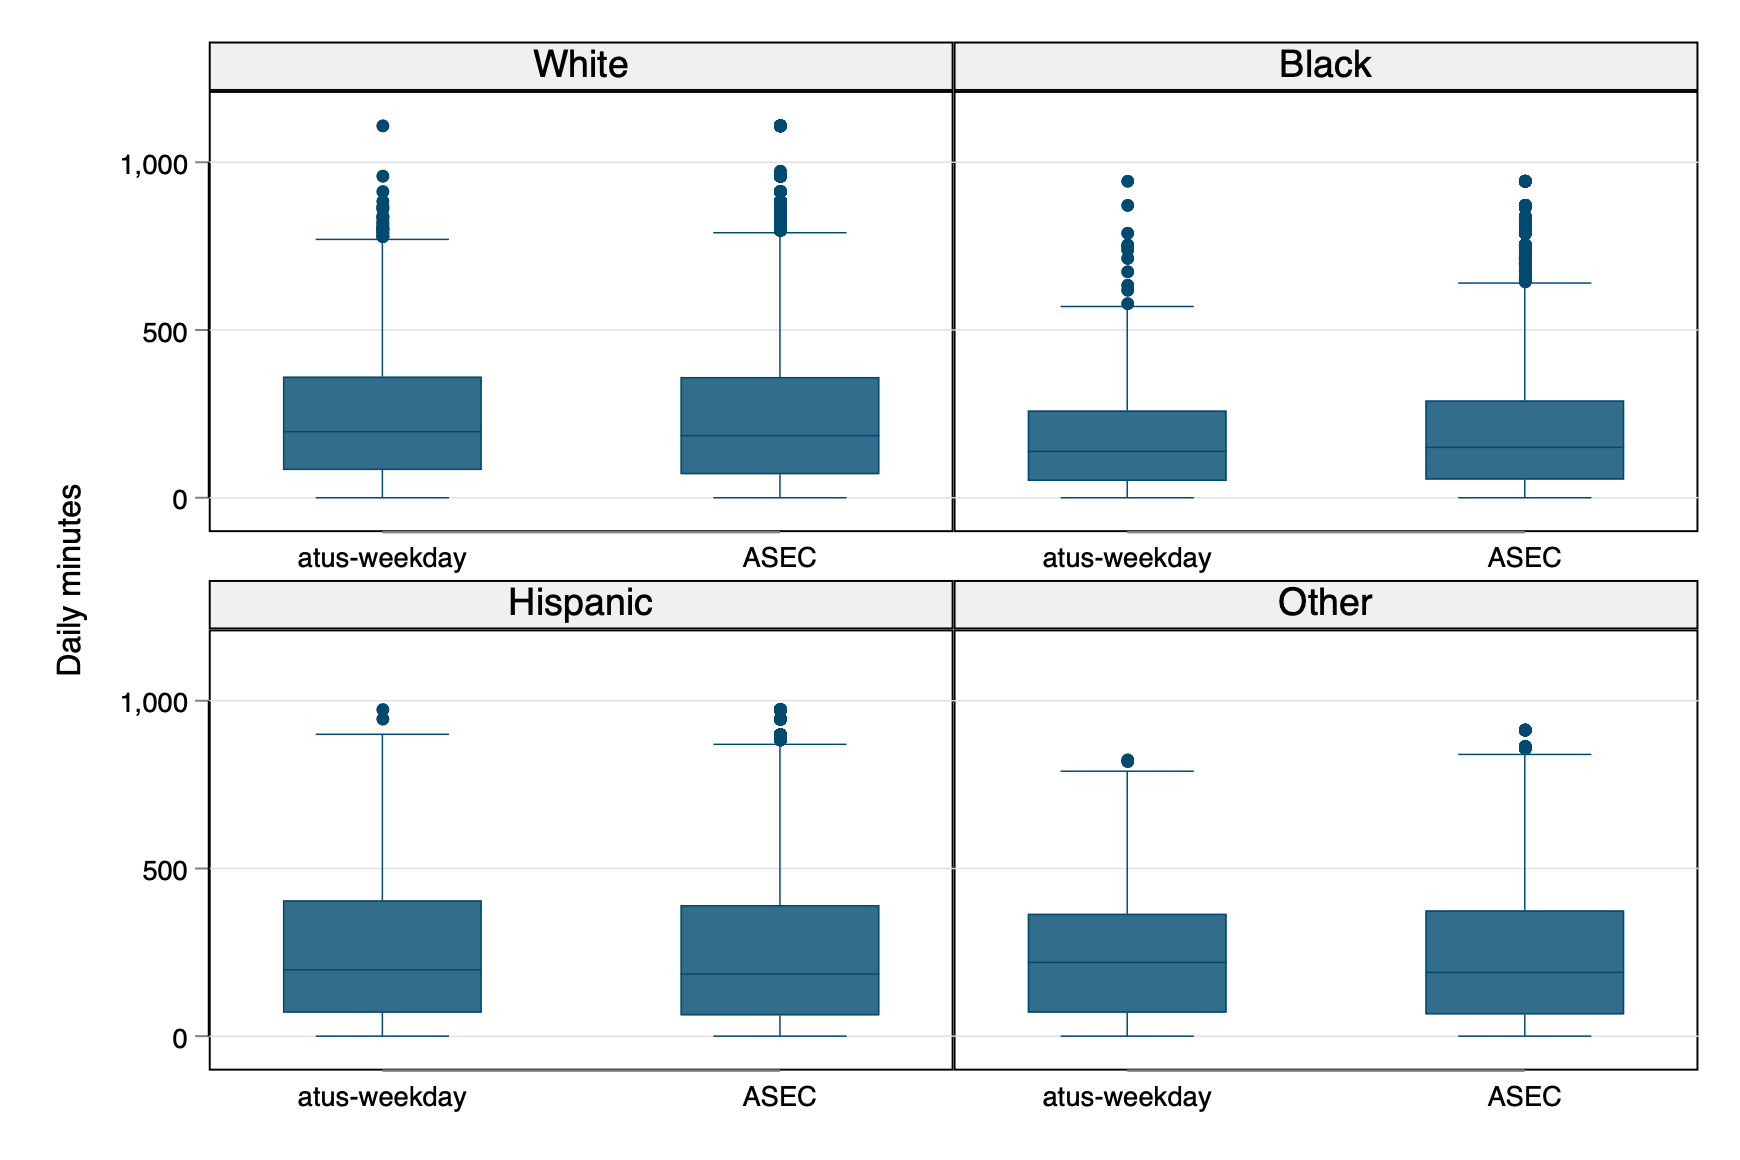 White
Black
1,000
500
0
atus-weekday
ASEC
atus-weekday
ASEC
Daily minutes
Hispanic
Other
1,000
500
0
atus-weekday
ASEC
atus-weekday
ASEC